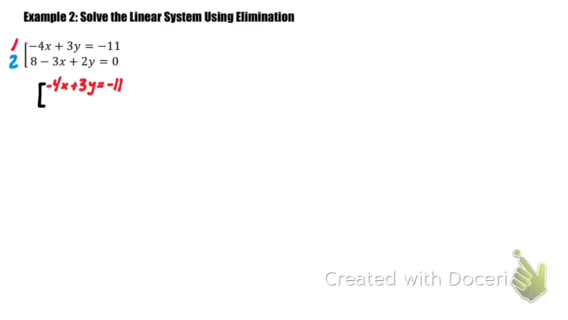 Example 2: Solve the Linear System Using Elimination
1 −4x + 3y = −11
2 8 − 3x + 2y = 0
-4x+3y=-11
Created with Doceri